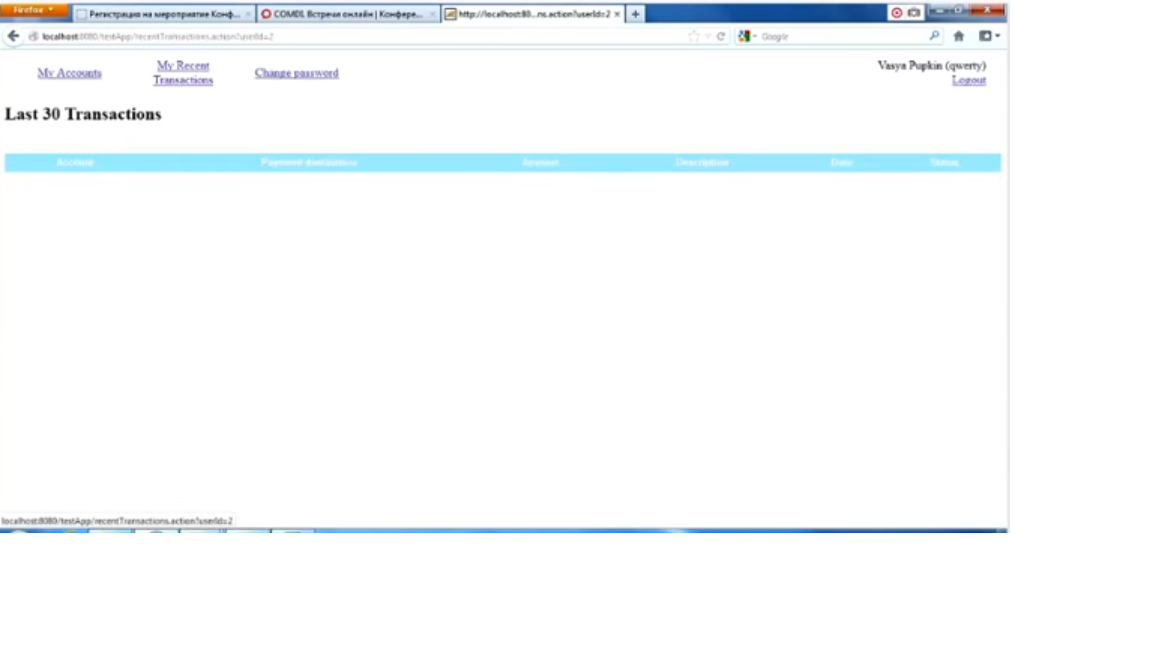 Firefox
Регистрация на мероприятие Конф...
COMDI. Встречи онлайн | Конфере...
http://localhost:80...ns.action?userId=2
localhost:8080/testApp/recentTransactions.action?userId=2
Google
My Accounts
My Recent
Transactions
Change password
Vasya Pupkin (qwerty)
Logout
Last 30 Transactions
Account
Payment destination
Amount
Description
Date
Status
localhost:8080/testApp/recentTransactions.action?userId=2